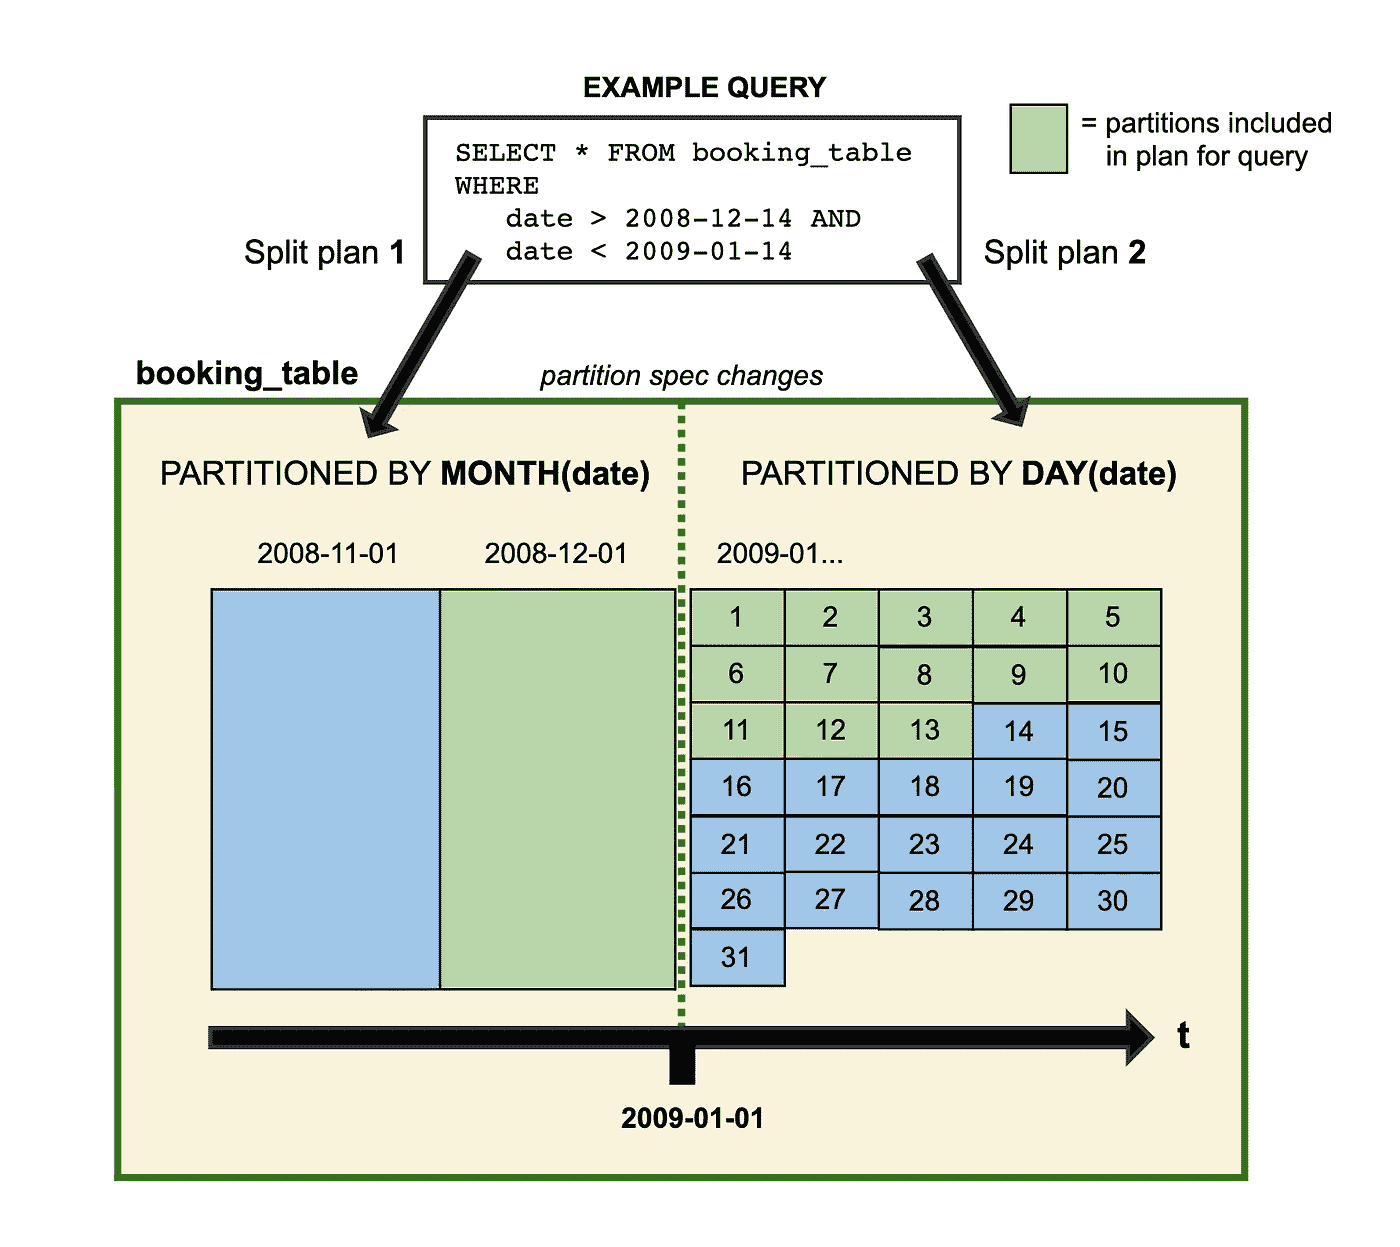 EXAMPLE QUERY
SELECT * FROM booking_table
WHERE
date > 2008-12-14 AND
date < 2009-01-14
= partitions included
in plan for query
Split plan 1
Split plan 2
booking_table
partition spec changes
PARTITIONED BY MONTH(date)
PARTITIONED BY DAY(date)
2008-11-01
2008-12-01
2009-01...
1 2 3 4 5
6 7 8 9 10
11 12 13 14 15
16 17 18 19 20
21 22 23 24 25
26 27 28 29 30
31
t
2009-01-01